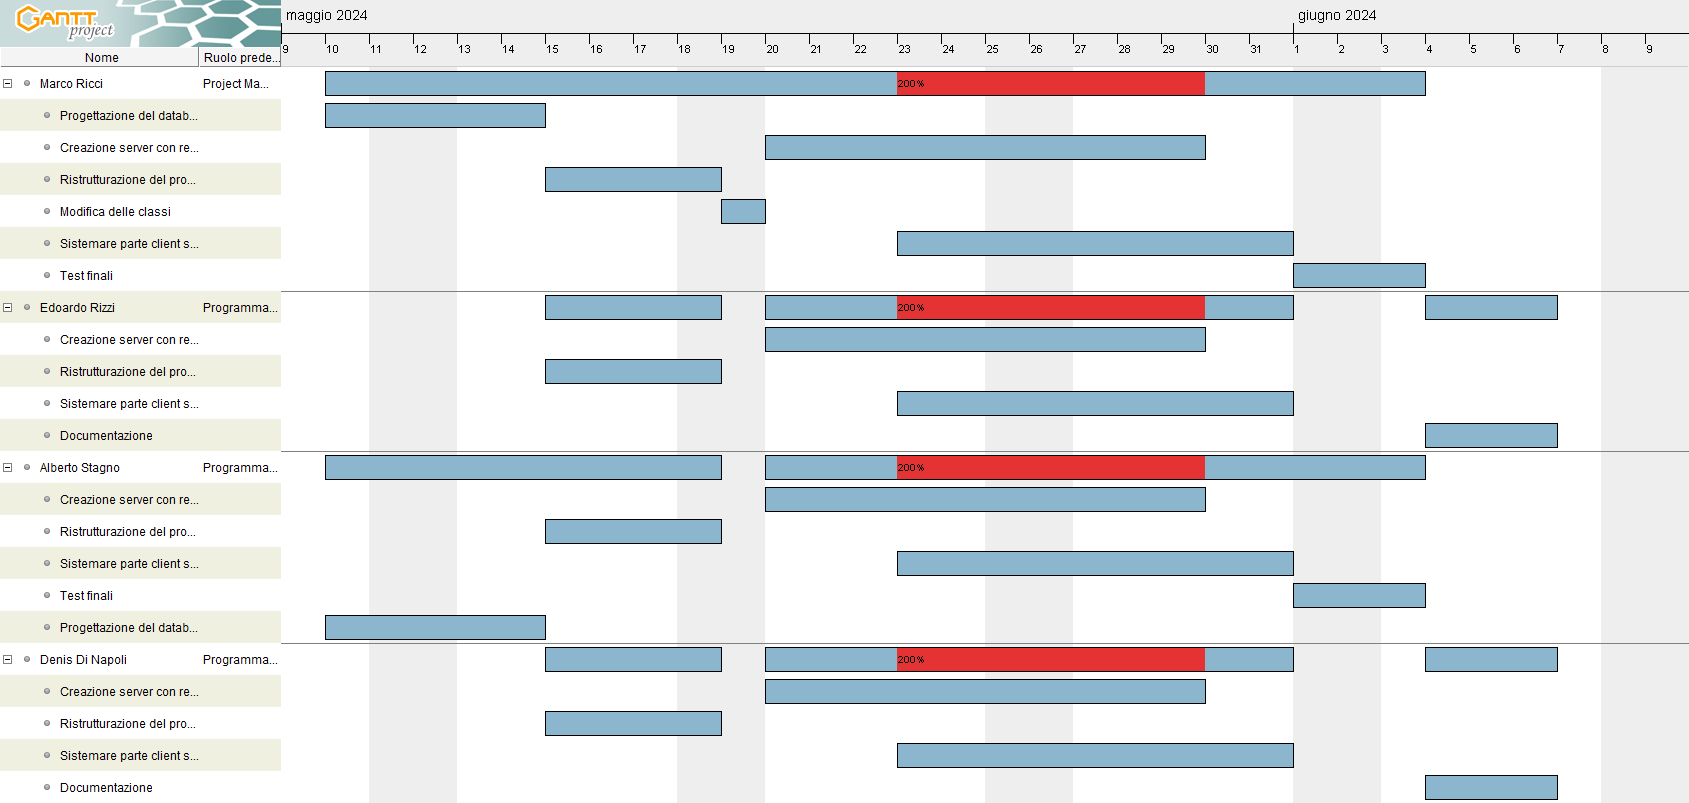 GANTT
project
maggio 2024
giugno 2024
Nome Ruolo prede...
9 10 11 12 13 14 15 16 17 18 19 20 21 22 23 24 25 26 27 28 29 30 31 1 2 3 4 5 6 7 8 9
Marco Ricci Project Ma... 200%
Progettazione del datab...
Creazione server con re...
Ristrutturazione del pro...
Modifica delle classi
Sistemare parte client s...
Test finali
Edoardo Rizzi Programma... 200%
Creazione server con re...
Ristrutturazione del pro...
Sistemare parte client s...
Documentazione
Alberto Stagno Programma... 200%
Creazione server con re...
Ristrutturazione del pro...
Sistemare parte client s...
Test finali
Progettazione del datab...
Denis Di Napoli Programma... 200%
Creazione server con re...
Ristrutturazione del pro...
Sistemare parte client s...
Documentazione